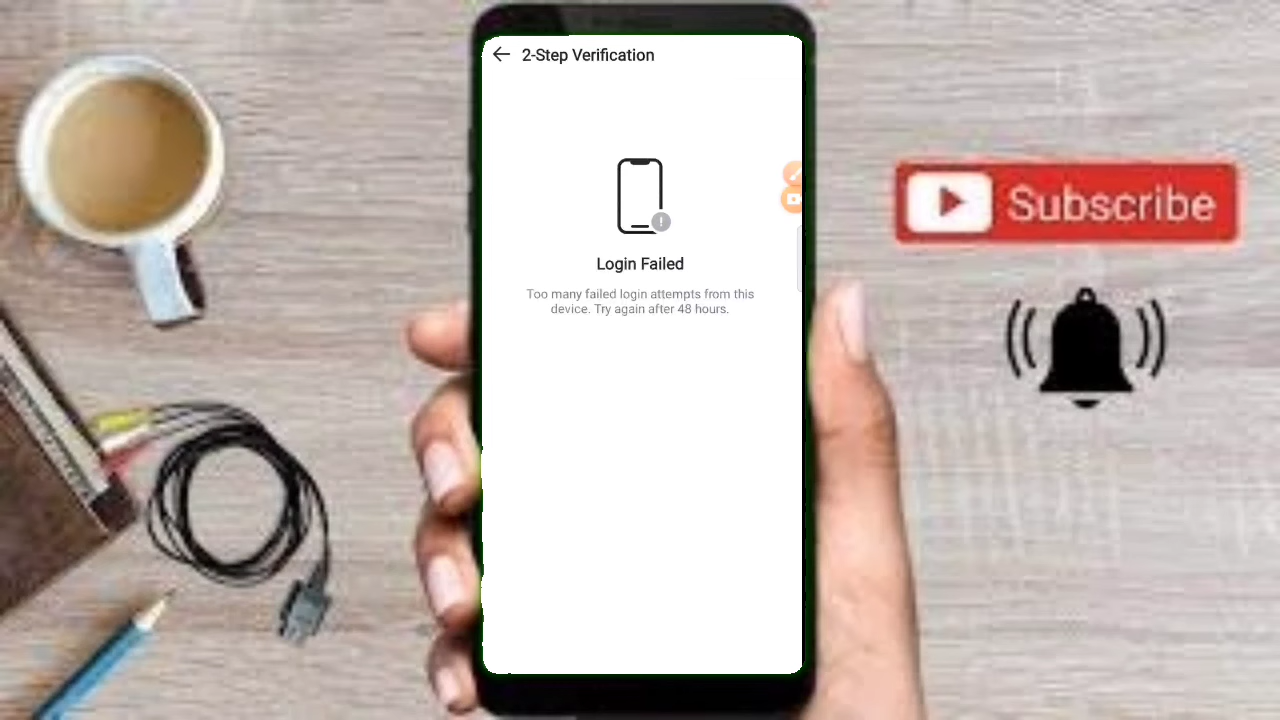 2-Step Verification
Login Failed
Too many failed login attempts from this
device. Try again after 48 hours.
Subscribe